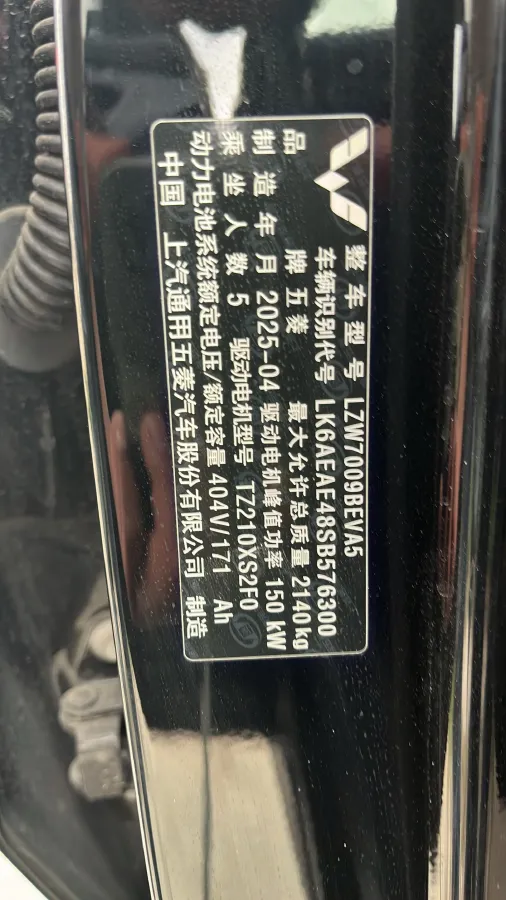 整车型号 LZW7009BEVA5
车辆识别代号 LK6AEAE48SB576300
品牌 五菱 最大允许总质量 2140kg
制造年月 2025-04 驱动电机峰值功率 150 kW
乘坐人数 5 驱动电机型号 TZ210XS2F0
动力电池系统额定电压/额定容量 404V/171 Ah
中国 上汽通用五菱汽车股份有限公司 制造